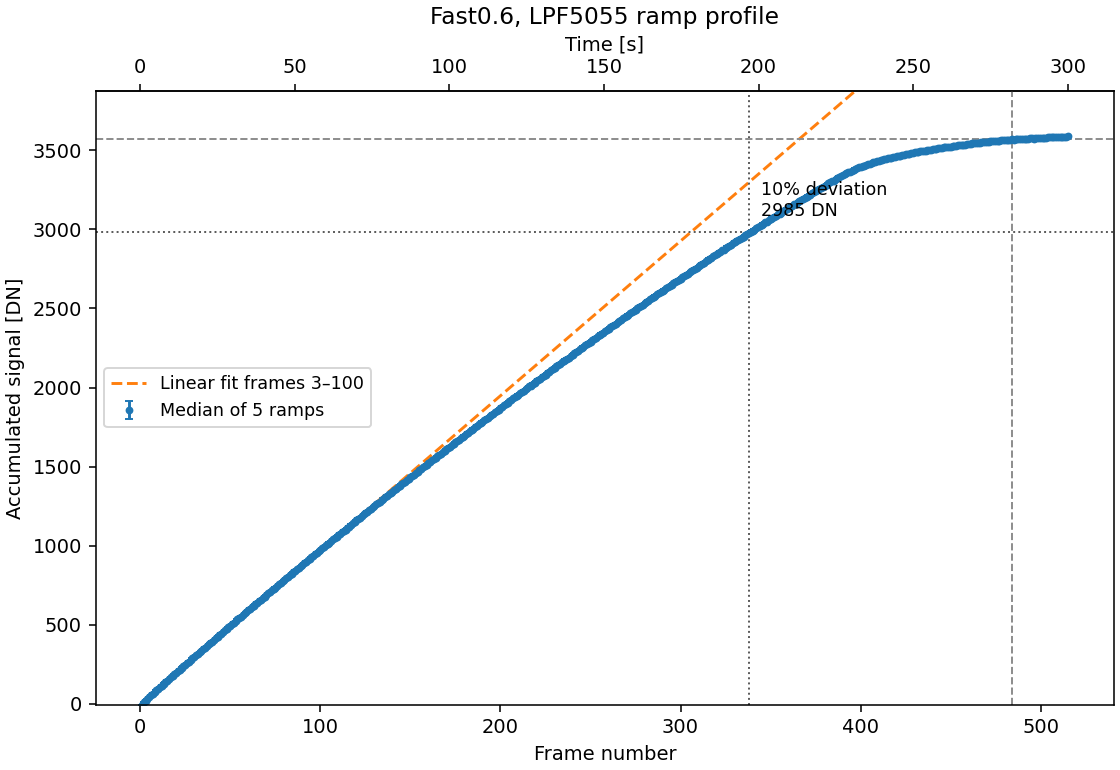 Fast0.6, LPF5055 ramp profile
Time [s]
0 50 100 150 200 250 300
3500
3000
2500
2000
1500
1000
500
0
Accumulated signal [DN]
10% deviation
2985 DN
Linear fit frames 3–100
Median of 5 ramps
0 100 200 300 400 500
Frame number